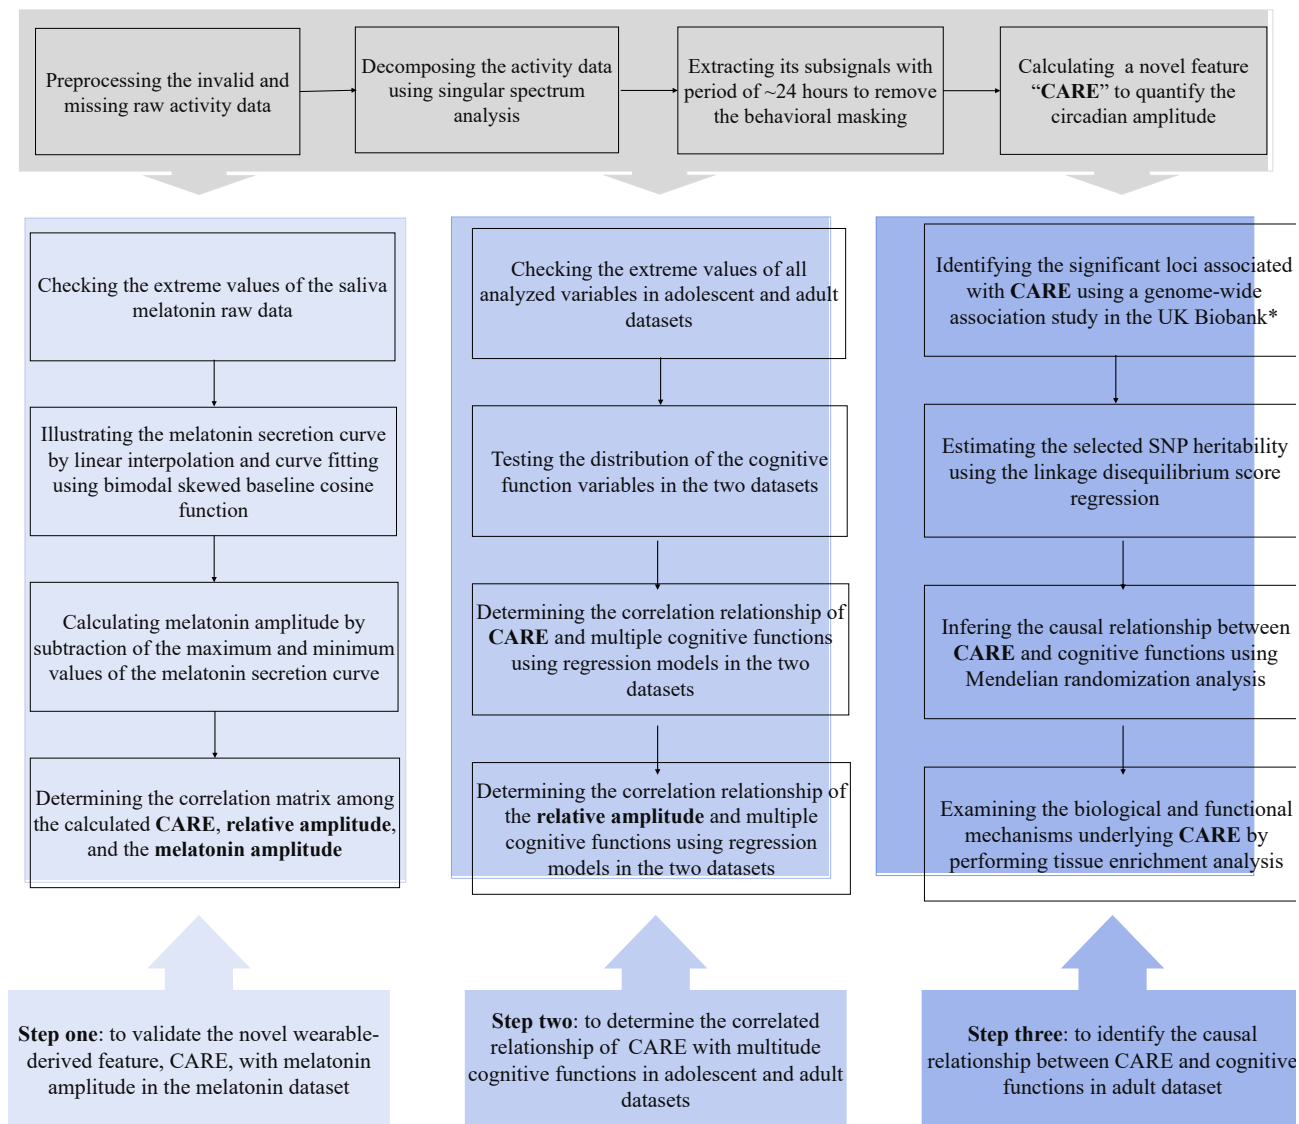 Preprocessing the invalid and
missing raw activity data
Decomposing the activity data
using singular spectrum
analysis
Extracting its subsignals with
period of ~24 hours to remove
the behavioral masking
Calculating a novel feature
“CARE” to quantify the
circadian amplitude
Checking the extreme values of the saliva
melatonin raw data
Illustrating the melatonin secretion curve
by linear interpolation and curve fitting
using bimodal skewed baseline cosine
function
Calculating melatonin amplitude by
subtraction of the maximum and minimum
values of the melatonin secretion curve
Determining the correlation matrix among
the calculated CARE, relative amplitude,
and the melatonin amplitude
Checking the extreme values of all
analyzed variables in adolescent and adult
datasets
Testing the distribution of the cognitive
function variables in the two datasets
Determining the correlation relationship of
CARE and multiple cognitive functions
using regression models in the two
datasets
Determining the correlation relationship of
the relative amplitude and multiple
cognitive functions using regression
models in the two datasets
Identifying the significant loci associated
with CARE using a genome-wide
association study in the UK Biobank*
Estimating the selected SNP heritability
using the linkage disequilibrium score
regression
Infering the causal relationship between
CARE and cognitive functions using
Mendelian randomization analysis
Examining the biological and functional
mechanisms underlying CARE by
performing tissue enrichment analysis
Step one: to validate the novel wearable-
derived feature, CARE, with melatonin
amplitude in the melatonin dataset
Step two: to determine the correlated
relationship of CARE with multitude
cognitive functions in adolescent and adult
datasets
Step three: to identify the causal
relationship between CARE and cognitive
functions in adult dataset